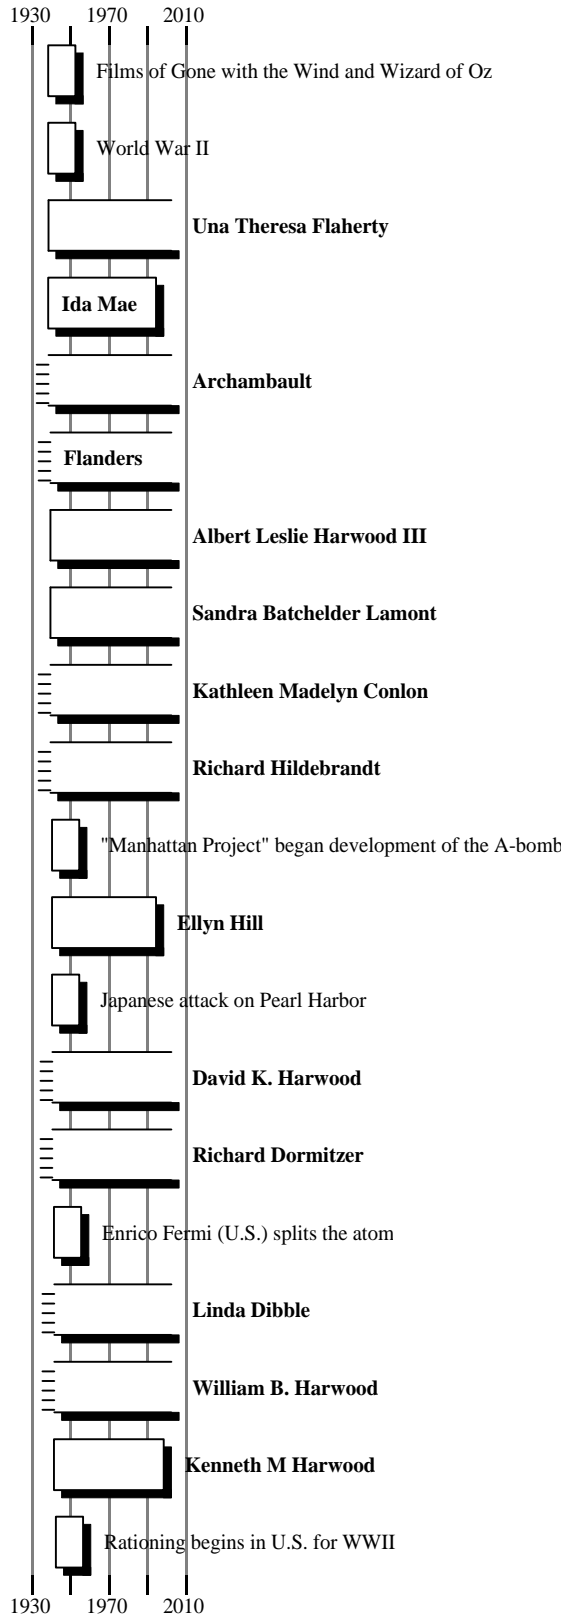 1930 1970 2010
Films of Gone with the Wind and Wizard of Oz
World War II
Una Theresa Flaherty
Ida Mae
Archambault
Flanders
Albert Leslie Harwood III
Sandra Batchelder Lamont
Kathleen Madelyn Conlon
Richard Hildebrandt
"Manhattan Project" began development of the A-bomb
Ellyn Hill
Japanese attack on Pearl Harbor
David K. Harwood
Richard Dormitzer
Enrico Fermi (U.S.) splits the atom
Linda Dibble
William B. Harwood
Kenneth M Harwood
Rationing begins in U.S. for WWII
1930 1970 2010